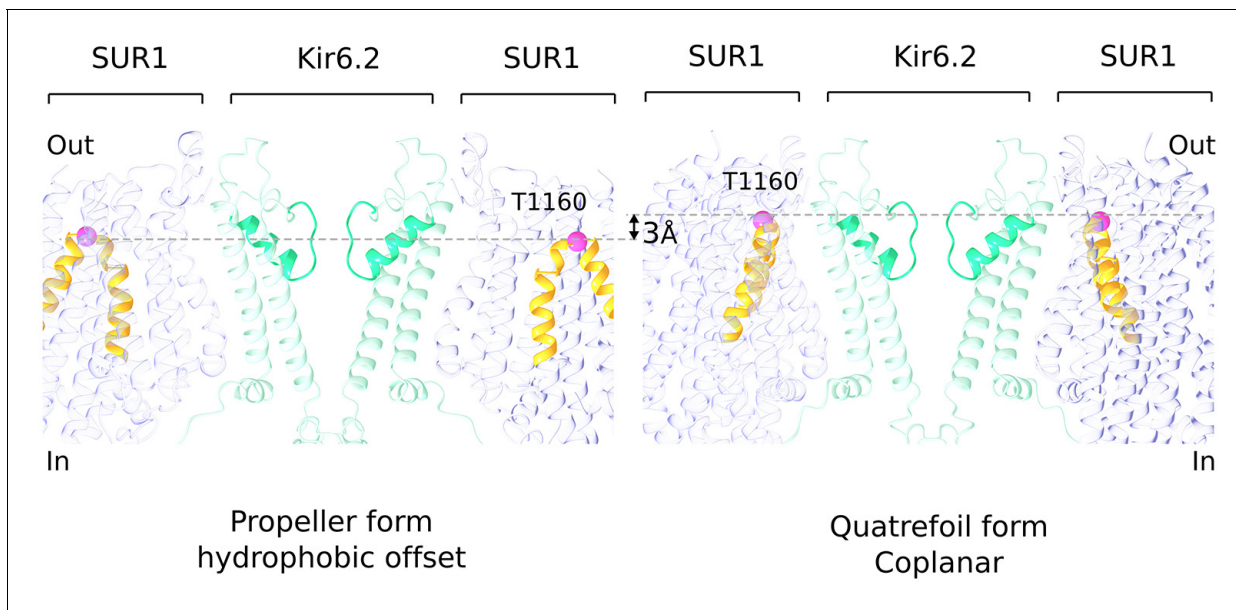 SUR1 Kir6.2 SUR1 SUR1 Kir6.2 SUR1
Out Out
T1160 T1160
3Å
In In
Propeller form
hydrophobic offset
Quatrefoil form
Coplanar